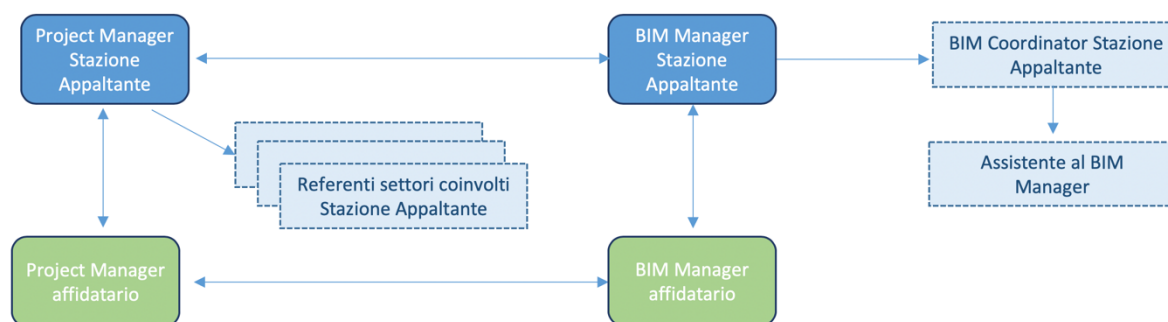 Project Manager
Stazione
Appaltante
BIM Manager
Stazione
Appaltante
BIM Coordinator Stazione
Appaltante
Assistente al BIM
Manager
Referenti settori coinvolti
Stazione Appaltante
Project Manager
affidatario
BIM Manager
affidatario